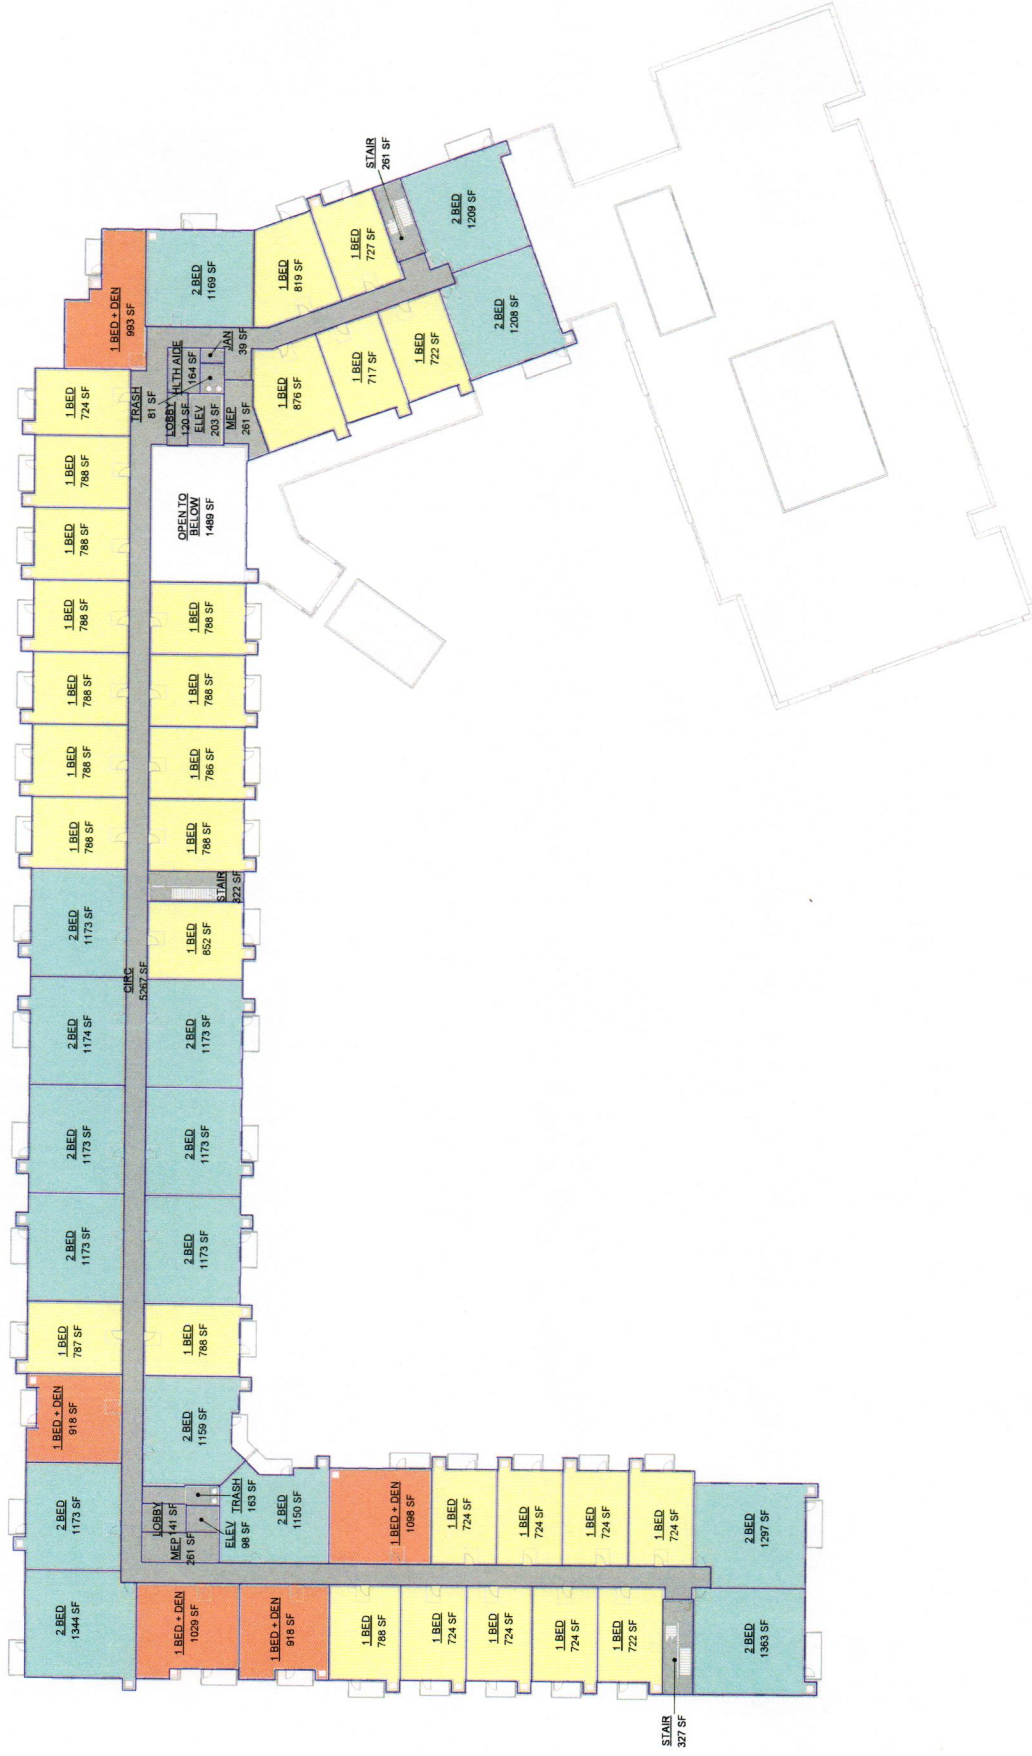 STAIR
261 SF
2 BED
1209 SF
1 BED
727 SF
1 BED
819 SF
2 BED
1169 SF
1 BED + DEN
993 SF
2 BED
1208 SF
1 BED
722 SF
1 BED
717 SF
1 BED
876 SF
JAN
39 SF
HLTH AIDE
164 SF
TRASH
81 SF
LOBBY
120 SF
ELEV
203 SF
MEP
261 SF
OPEN TO
BELOW
1489 SF
1 BED
724 SF
1 BED
788 SF
1 BED
788 SF
1 BED
788 SF
1 BED
788 SF
1 BED
788 SF
1 BED
788 SF
1 BED
788 SF
1 BED
788 SF
1 BED
786 SF
1 BED
788 SF
STAIR
322 SF
1 BED
852 SF
CIRC
5267 SF
2 BED
1173 SF
2 BED
1174 SF
2 BED
1173 SF
2 BED
1173 SF
2 BED
1173 SF
2 BED
1173 SF
2 BED
1173 SF
1 BED
787 SF
1 BED
788 SF
1 BED + DEN
918 SF
2 BED
1159 SF
2 BED
1173 SF
2 BED
1344 SF
LOBBY
141 SF
MEP
261 SF
TRASH
163 SF
ELEV
98 SF
2 BED
1150 SF
1 BED + DEN
1098 SF
1 BED
724 SF
1 BED
724 SF
1 BED
724 SF
1 BED
724 SF
2 BED
1297 SF
1 BED + DEN
1029 SF
1 BED + DEN
918 SF
1 BED
788 SF
1 BED
724 SF
1 BED
724 SF
1 BED
724 SF
1 BED
722 SF
2 BED
1363 SF
STAIR
327 SF